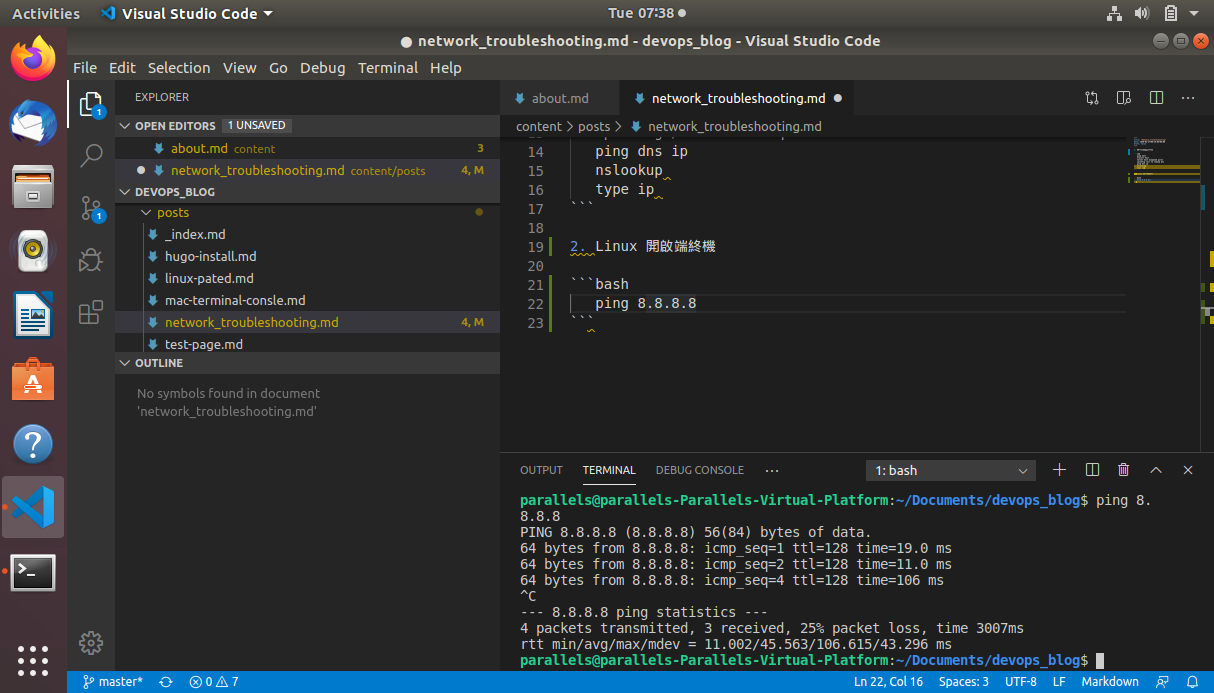 Activities
Visual Studio Code
Tue 07:38
● network_troubleshooting.md - devops_blog - Visual Studio Code
File Edit Selection View Go Debug Terminal Help
EXPLORER
OPEN EDITORS 1 UNSAVED
about.md content 3
network_troubleshooting.md content/posts 4, M
DEVOPS_BLOG
posts
_index.md
hugo-install.md
linux-pated.md
mac-terminal-consle.md
network_troubleshooting.md 4, M
test-page.md
OUTLINE
No symbols found in document
'network_troubleshooting.md'
1
1
about.md
network_troubleshooting.md
content > posts > network_troubleshooting.md
14 ping dns ip
15 nslookup
16 type ip
17 ```
18
19 2. Linux 開啟端終機
20
21 ```bash
22 ping 8.8.8.8
23 ```
OUTPUT TERMINAL DEBUG CONSOLE ···
1: bash
parallels@parallels-Parallels-Virtual-Platform:~/Documents/devops_blog$ ping 8.
8.8.8
PING 8.8.8.8 (8.8.8.8) 56(84) bytes of data.
64 bytes from 8.8.8.8: icmp_seq=1 ttl=128 time=19.0 ms
64 bytes from 8.8.8.8: icmp_seq=2 ttl=128 time=11.0 ms
64 bytes from 8.8.8.8: icmp_seq=4 ttl=128 time=106 ms
^C
--- 8.8.8.8 ping statistics ---
4 packets transmitted, 3 received, 25% packet loss, time 3007ms
rtt min/avg/max/mdev = 11.002/45.563/106.615/43.296 ms
parallels@parallels-Parallels-Virtual-Platform:~/Documents/devops_blog$
master* 0 7
Ln 22, Col 16 Spaces: 3 UTF-8 LF Markdown